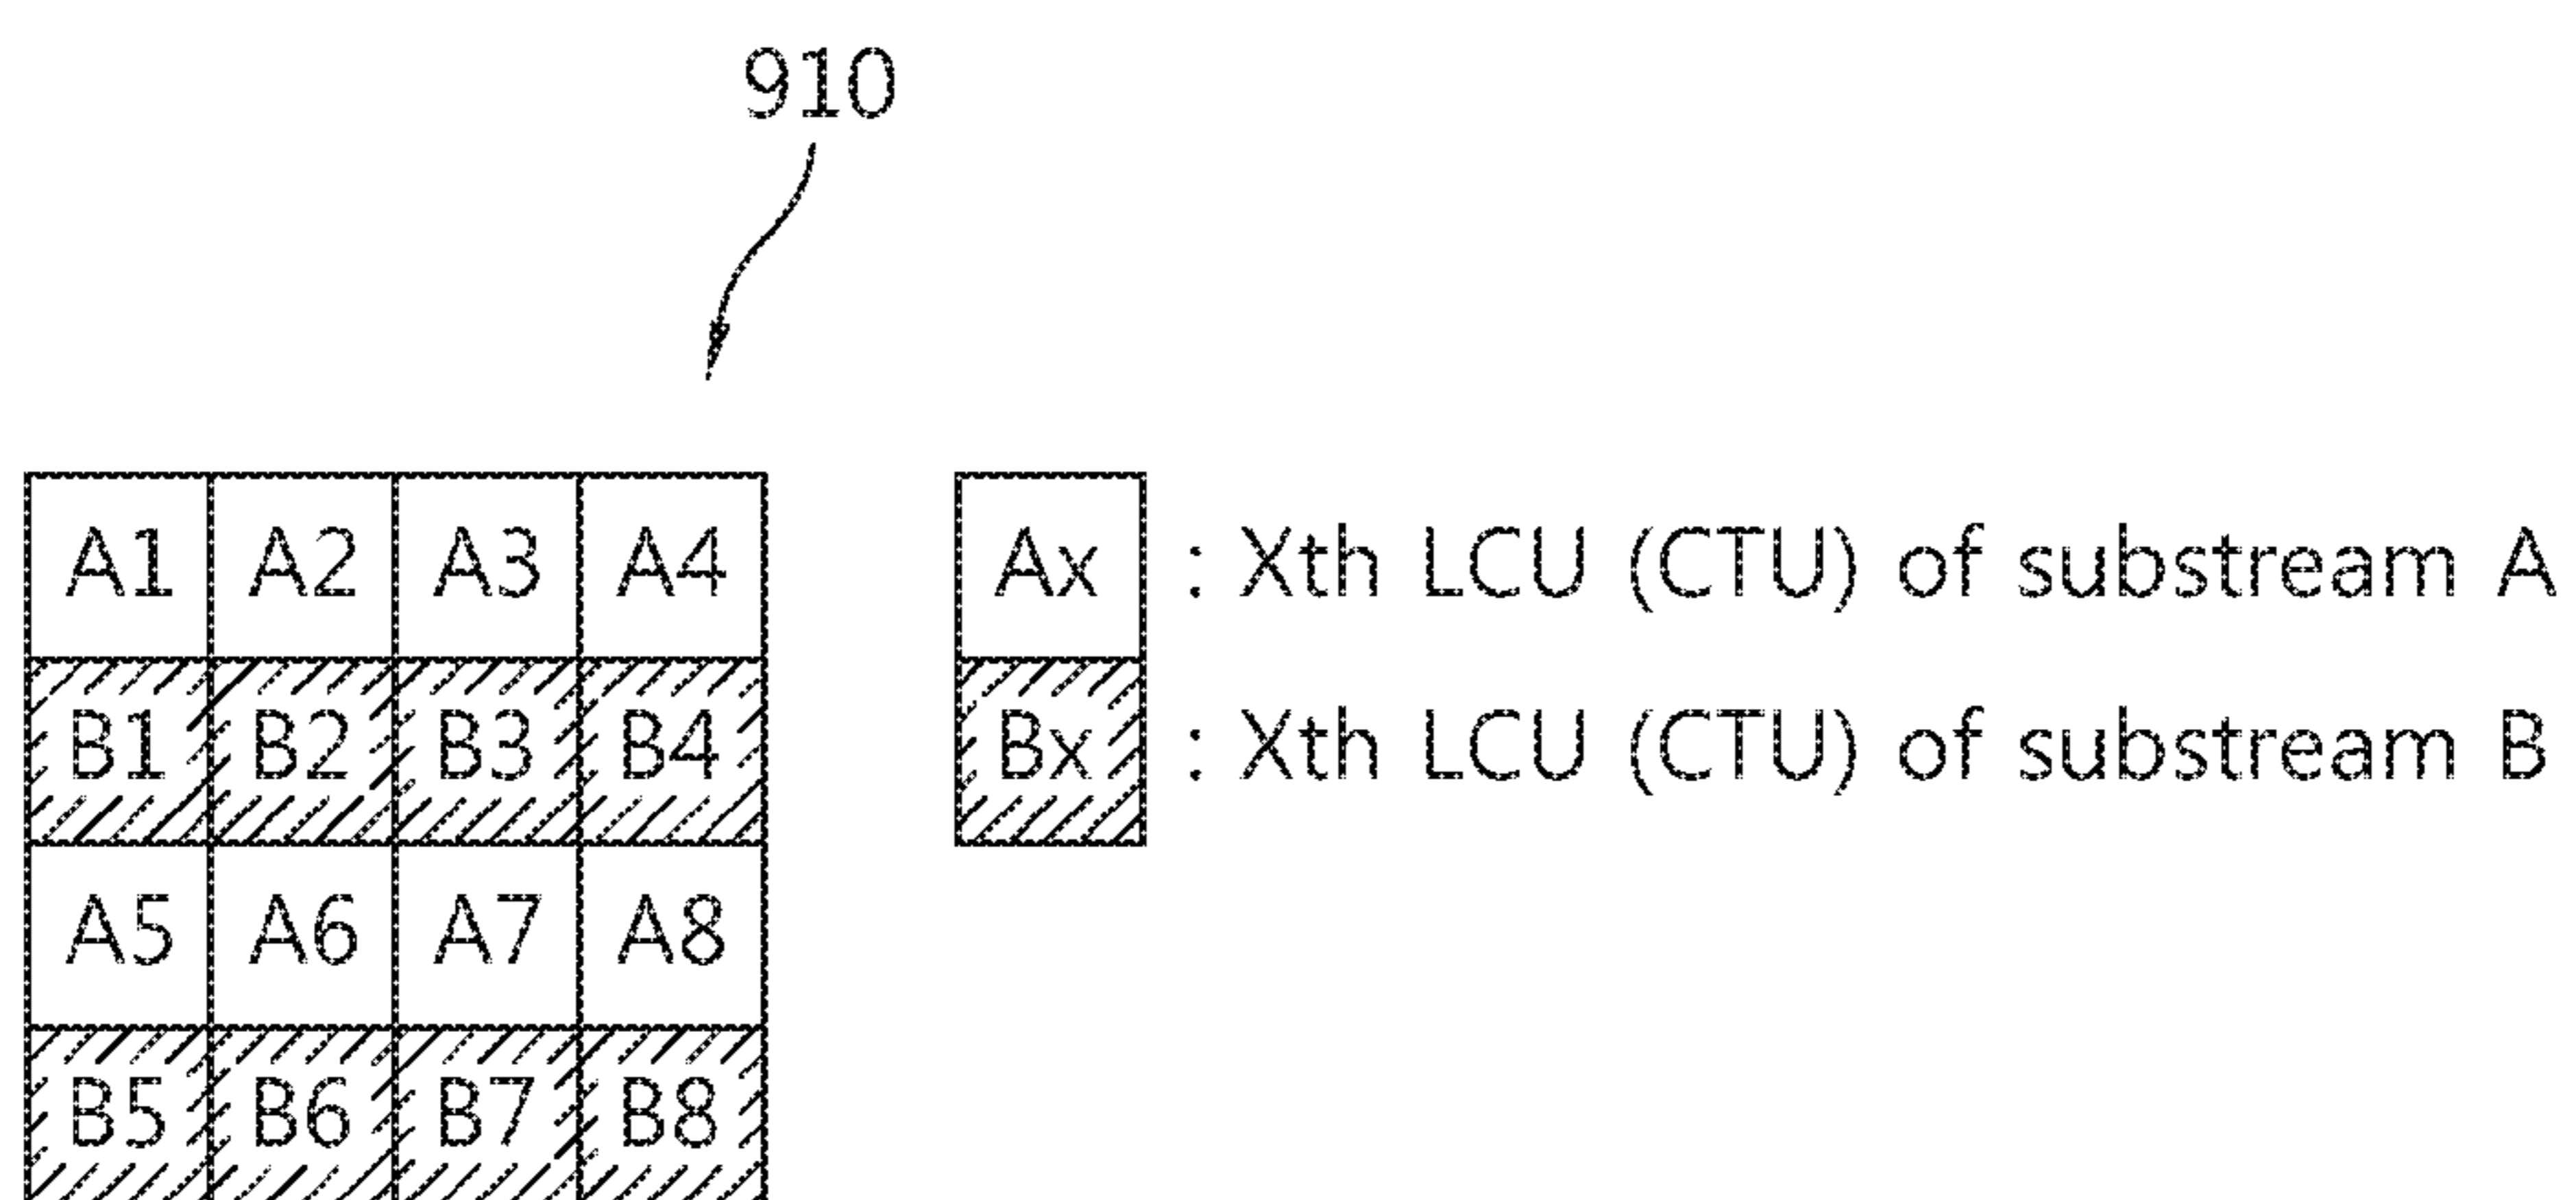 910
A1 A2 A3 A4
Ax : Xth LCU (CTU) of substream A
B1 B2 B3 B4
Bx : Xth LCU (CTU) of substream B
A5 A6 A7 A8
B5 B6 B7 B8